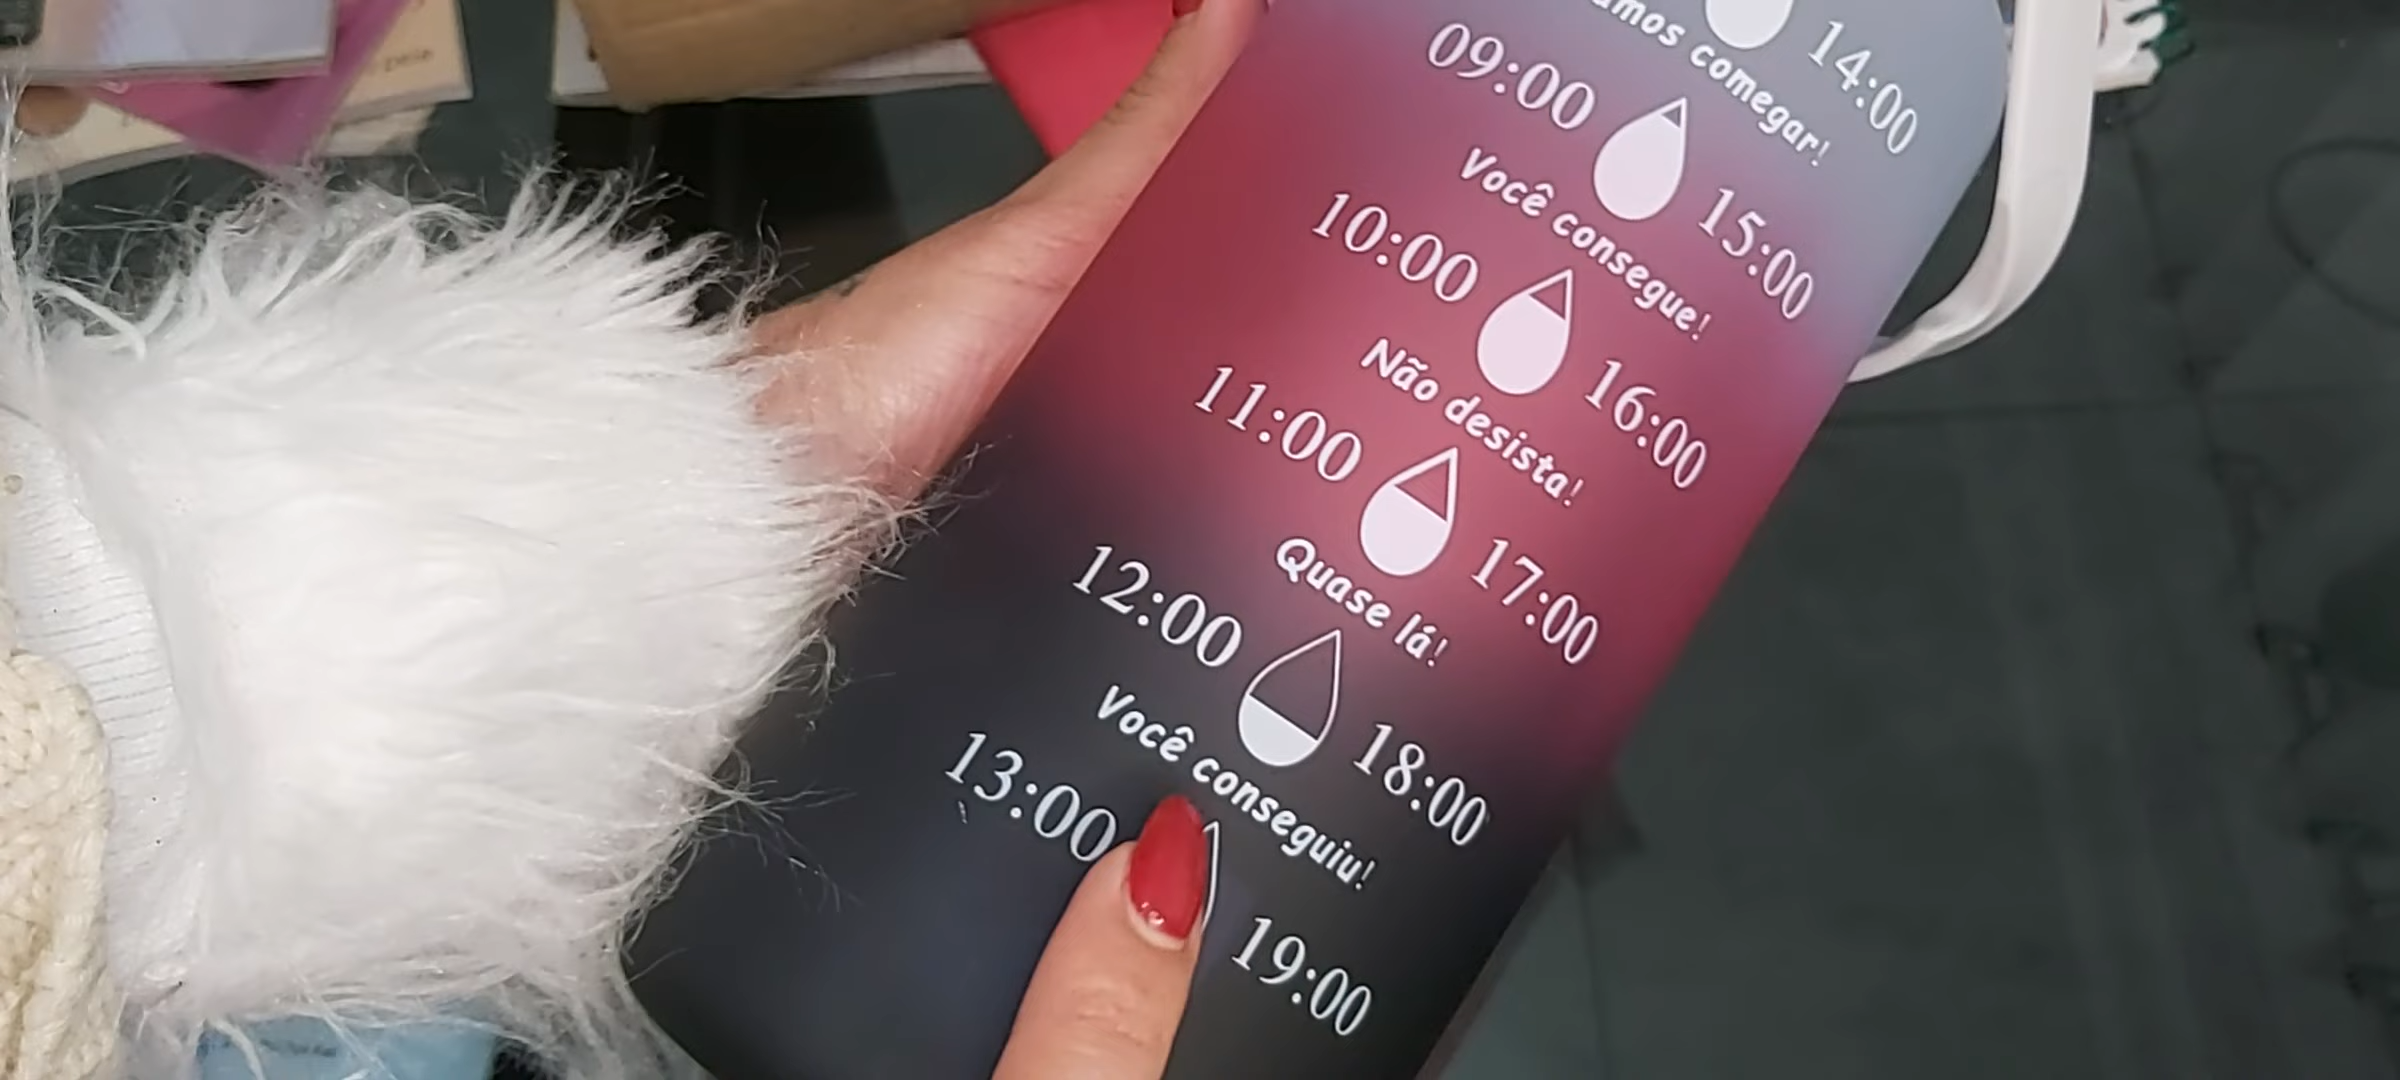 14:00
começar!
09:00
15:00
Você consegue!
10:00
16:00
Não desista!
11:00
17:00
Quase lá!
12:00
18:00
Você conseguiu!
13:00
19:00